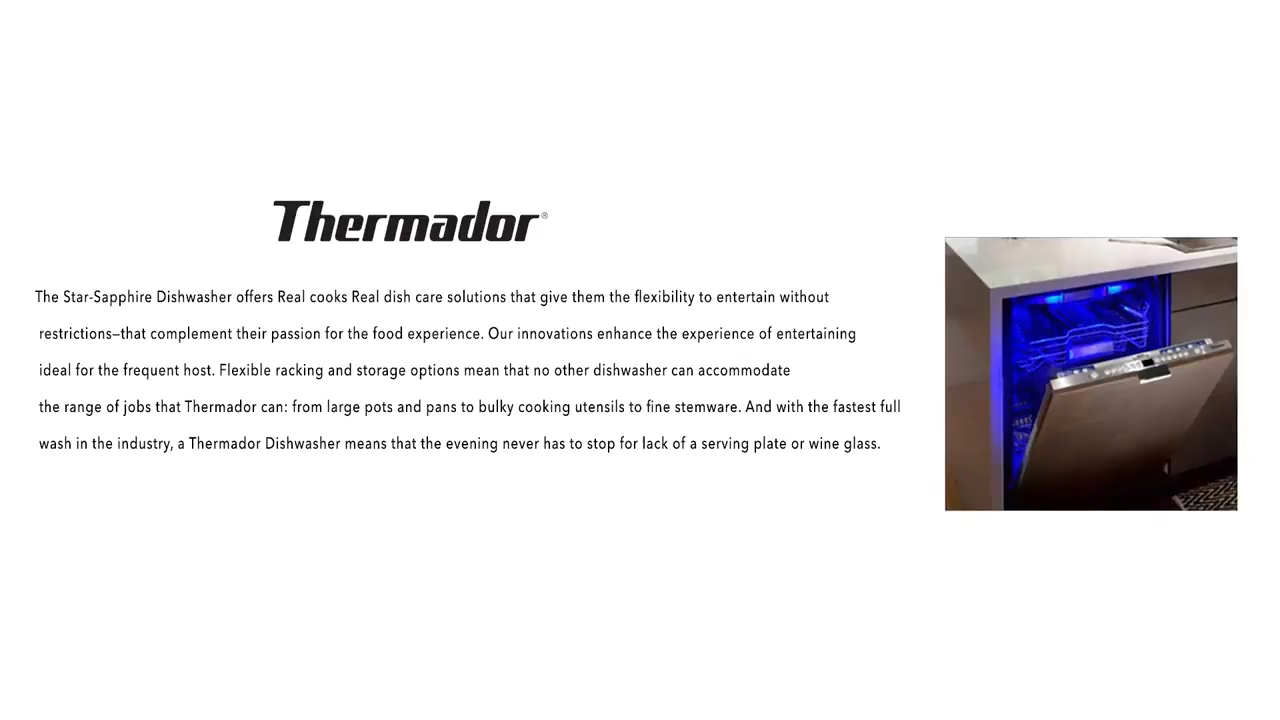 Thermador®
The Star-Sapphire Dishwasher offers Real cooks Real dish care solutions that give them the flexibility to entertain without
restrictions—that complement their passion for the food experience. Our innovations enhance the experience of entertaining
ideal for the frequent host. Flexible racking and storage options mean that no other dishwasher can accommodate
the range of jobs that Thermador can: from large pots and pans to bulky cooking utensils to fine stemware. And with the fastest full
wash in the industry, a Thermador Dishwasher means that the evening never has to stop for lack of a serving plate or wine glass.